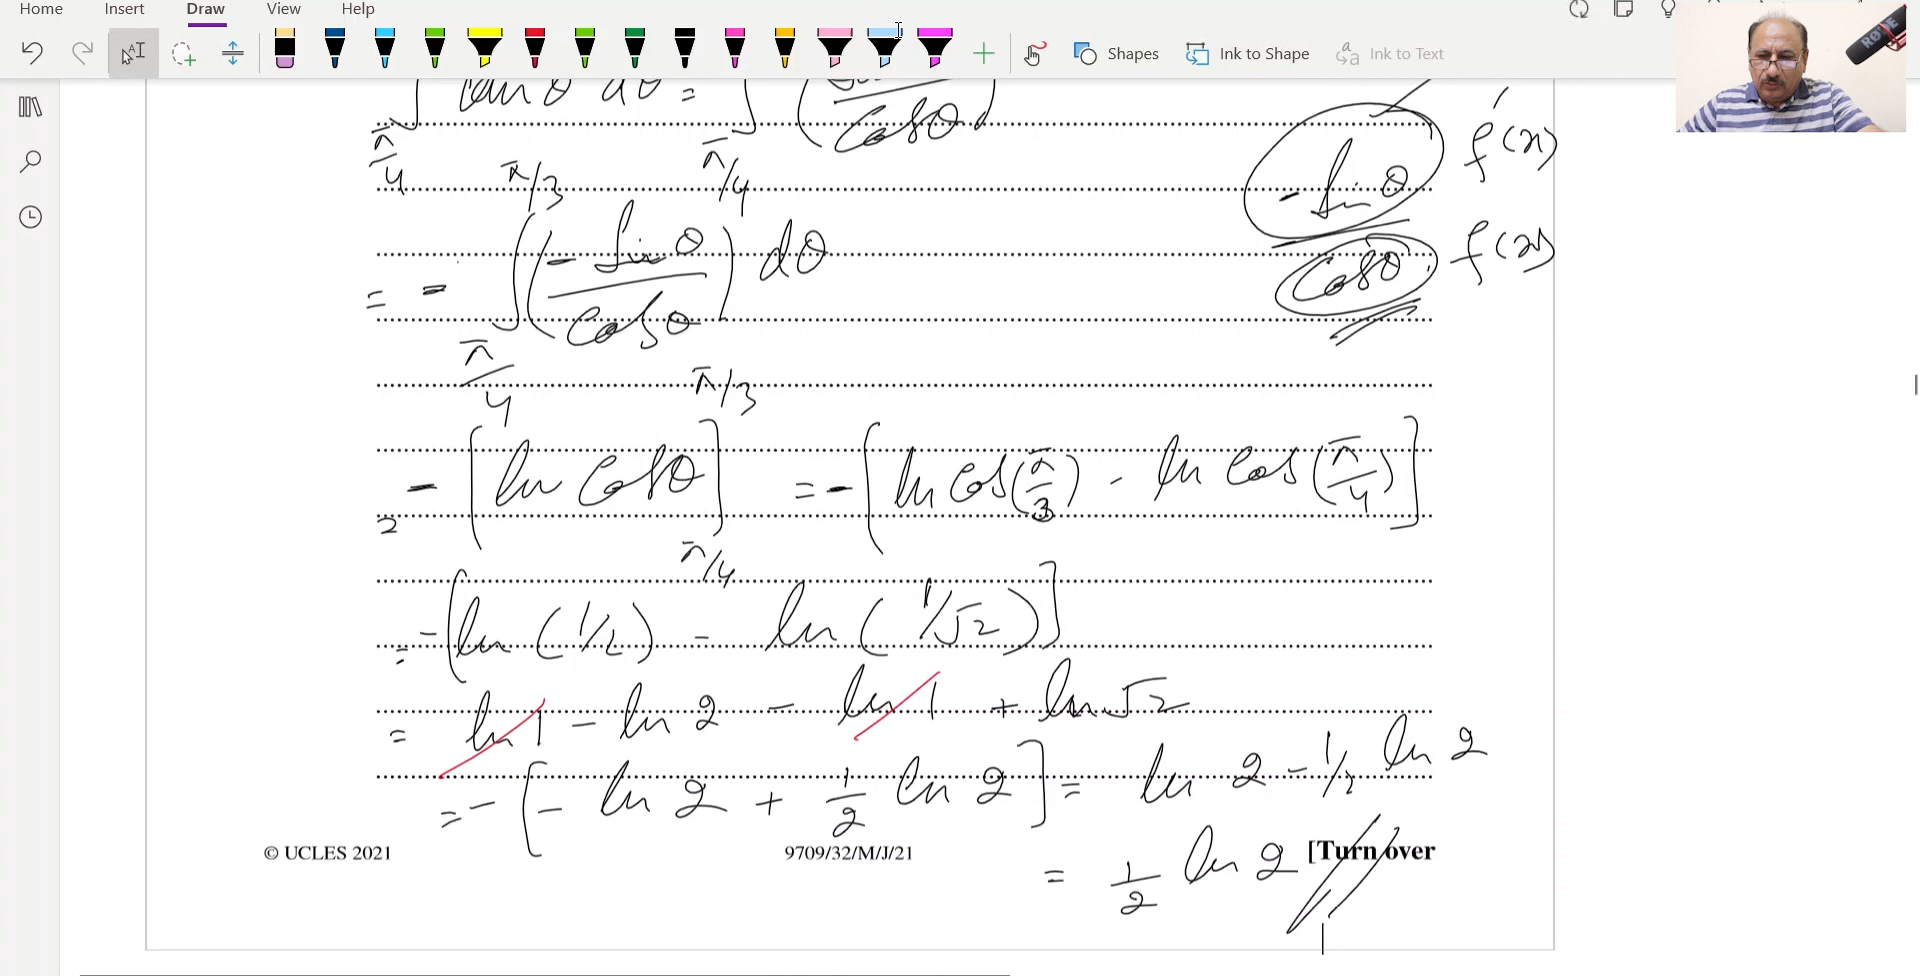 Home Insert Draw View Help
Shapes Ink to Shape Ink to Text
∫ tan θ dθ = ∫ ( / cos θ )
π/4 π/4
- sin θ f'(x)
cos θ f(x)
= - ∫ π/4 π/3 ( - sin θ / cos θ ) dθ
= - [ ln cos θ ] π/4 π/3 = - [ ln cos (π/3) - ln cos (π/4) ]
= - [ ln (1/2) - ln (1/√2) ]
= ln 1 - ln 2 - ln 1 + ln √2
= - [ - ln 2 + 1/2 ln 2 ] = ln 2 - 1/2 ln 2
= 1/2 ln 2
© UCLES 2021 9709/32/M/J/21 [Turn over